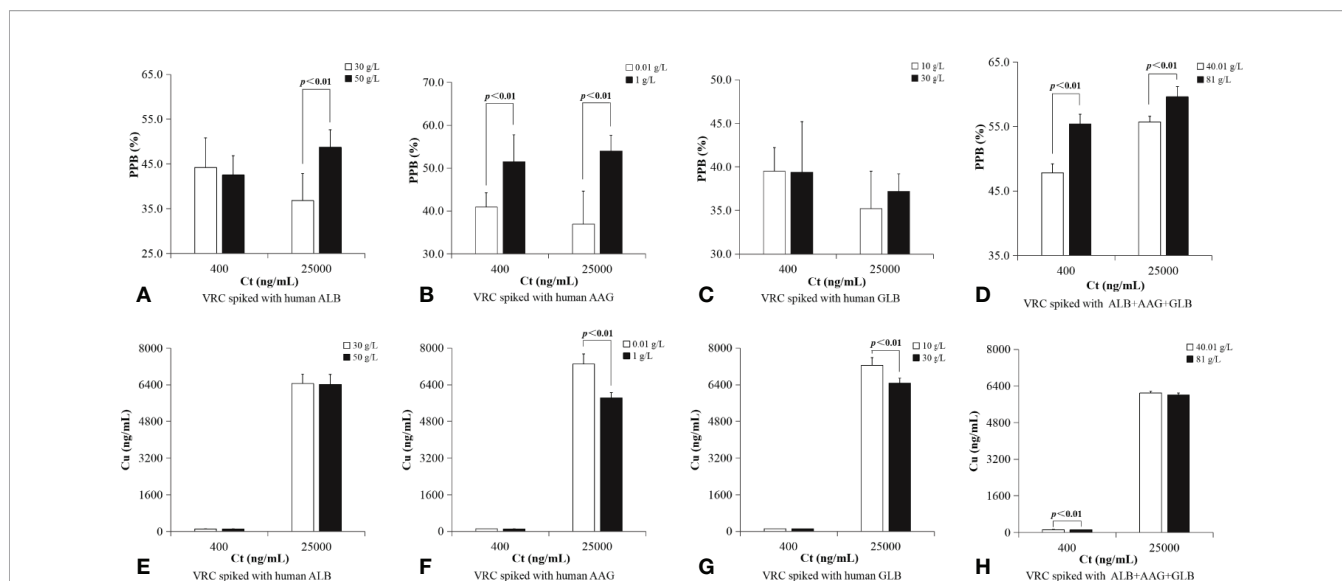 30 g/L
50 g/L
65.0
55.0
45.0
35.0
25.0
PPB (%)
p<0.01
400
25000
Ct (ng/mL)
A
VRC spiked with human ALB
0.01 g/L
1 g/L
70.0
60.0
50.0
40.0
30.0
PPB (%)
p<0.01
p<0.01
400
25000
Ct (ng/mL)
B
VRC spiked with human AAG
10 g/L
30 g/L
50.0
45.0
40.0
35.0
30.0
PPB (%)
400
25000
Ct (ng/mL)
C
VRC spiked with human GLB
40.01 g/L
81 g/L
65.0
55.0
45.0
35.0
PPB (%)
p<0.01
p<0.01
400
25000
Ct (ng/mL)
D
VRC spiked with ALB+AAG+GLB
30 g/L
50 g/L
8000
6400
4800
3200
1600
0
Cu (ng/mL)
400
25000
Ct (ng/mL)
E
VRC spiked with human ALB
0.01 g/L
1 g/L
8000
6400
4800
3200
1600
0
Cu (ng/mL)
p<0.01
400
25000
Ct (ng/mL)
F
VRC spiked with human AAG
10 g/L
30 g/L
8000
6400
4800
3200
1600
0
Cu (ng/mL)
p<0.01
400
25000
Ct (ng/mL)
G
VRC spiked with human GLB
40.01 g/L
81 g/L
8000
6400
4800
3200
1600
0
Cu (ng/mL)
p<0.01
400
25000
Ct (ng/mL)
H
VRC spiked with ALB+AAG+GLB